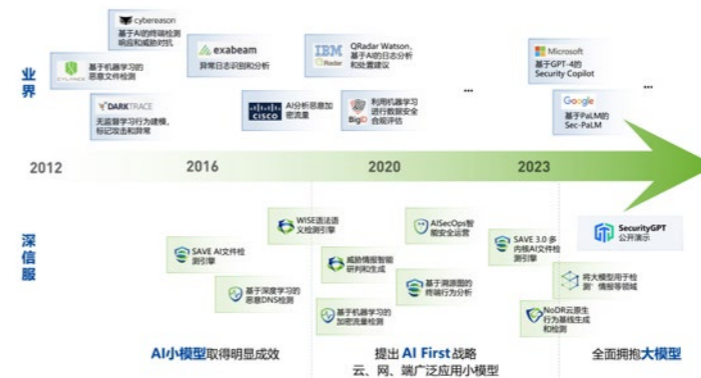 cybereason
基于AI的终端检测
响应和威胁对抗
CYLANCE
基于机器学习的
恶意文件检测
DARKTRACE
无监督学习行为建模,
标记攻击和异常
exabeam
异常日志识别和分析
CISCO
AI分析恶意加
密流量
IBM
QRadar
QRadar Watson,
基于AI的日志分析
和处置建议
BigID
利用机器学习
进行数据安全
合规评估
...
Microsoft
基于GPT-4的
Security Copilot
Google
基于PaLM的
Sec-PaLM
...
业界
2012
2016
2020
2023
深信服
SAVE AI文件检
测引擎
WISE语法语
义检测引擎
基于深度学习的
恶意DNS检测
威胁情报智能
研判和生成
基于机器学习的
加密流量检测
AISecOps智
能安全运营
基于溯源图的
终端行为分析
SAVE 3.0 多
内核AI文件检测
引擎
SecurityGPT
公开演示
将大模型用于检
测、情报等领域
NoDR云原生
行为基线生成
和检测
AI小模型取得明显成效
提出 AI First 战略
云、网、端广泛应用小模型
全面拥抱大模型